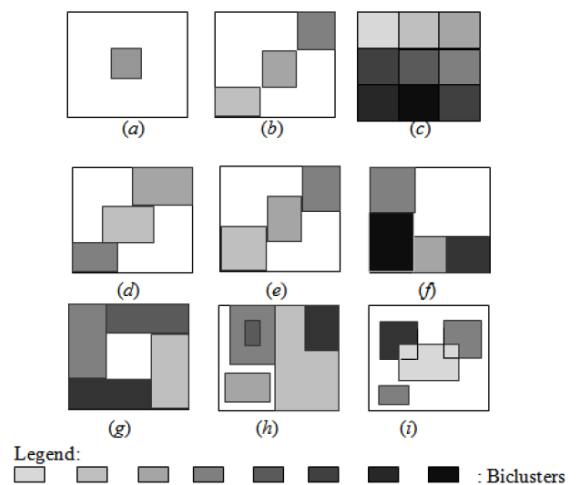 (a) (b) (c)
(d) (e) (f)
(g) (h) (i)
Legend:
: Biclusters